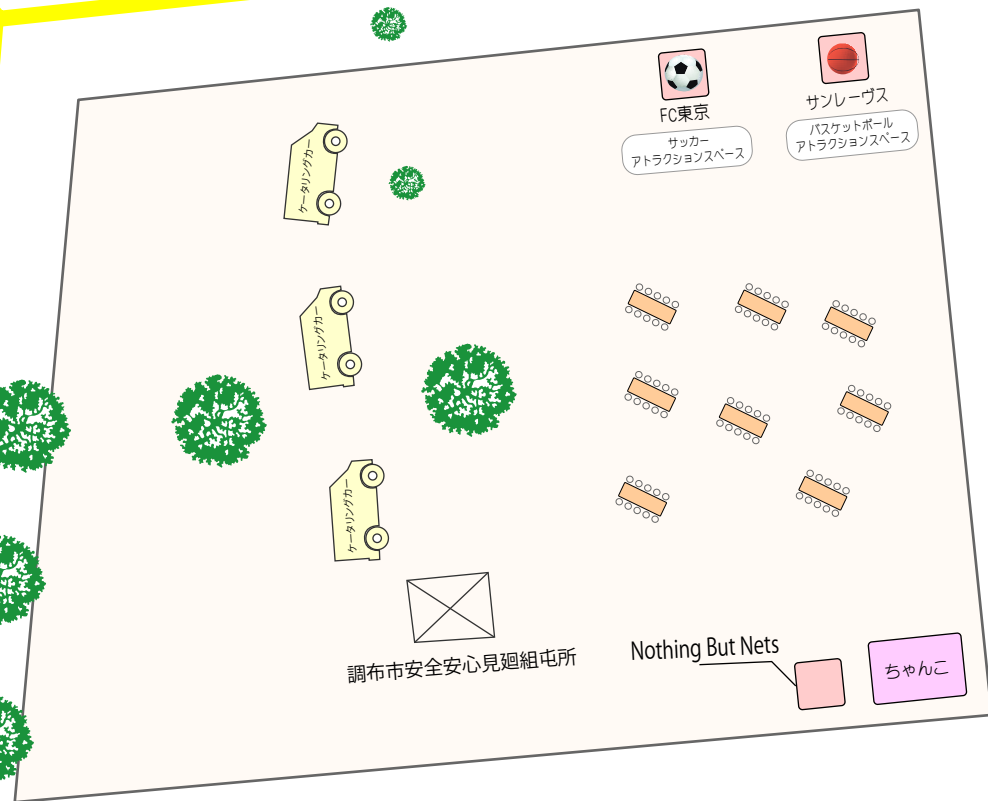 FC東京
サッカー
アトラクションスペース
サンレーヴス
バスケットボール
アトラクションスペース
ケータリングカー
ケータリングカー
ケータリングカー
調布市安全安心見廻組屯所
Nothing But Nets
ちゃんこ